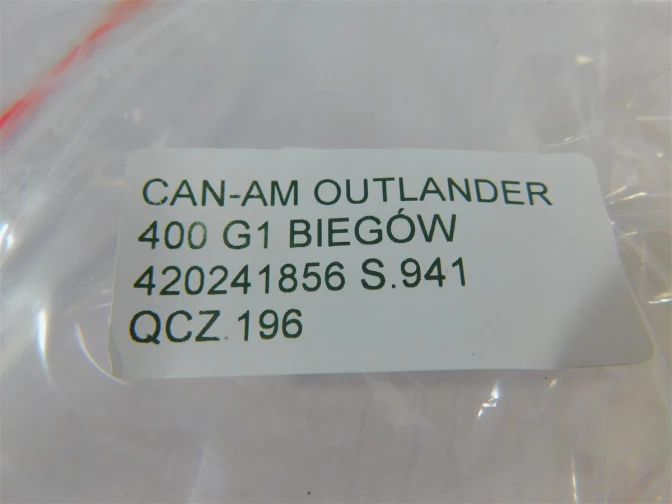 CAN-AM OUTLANDER
400 G1 BIEGÓW
420241856 S.941
QCZ 196